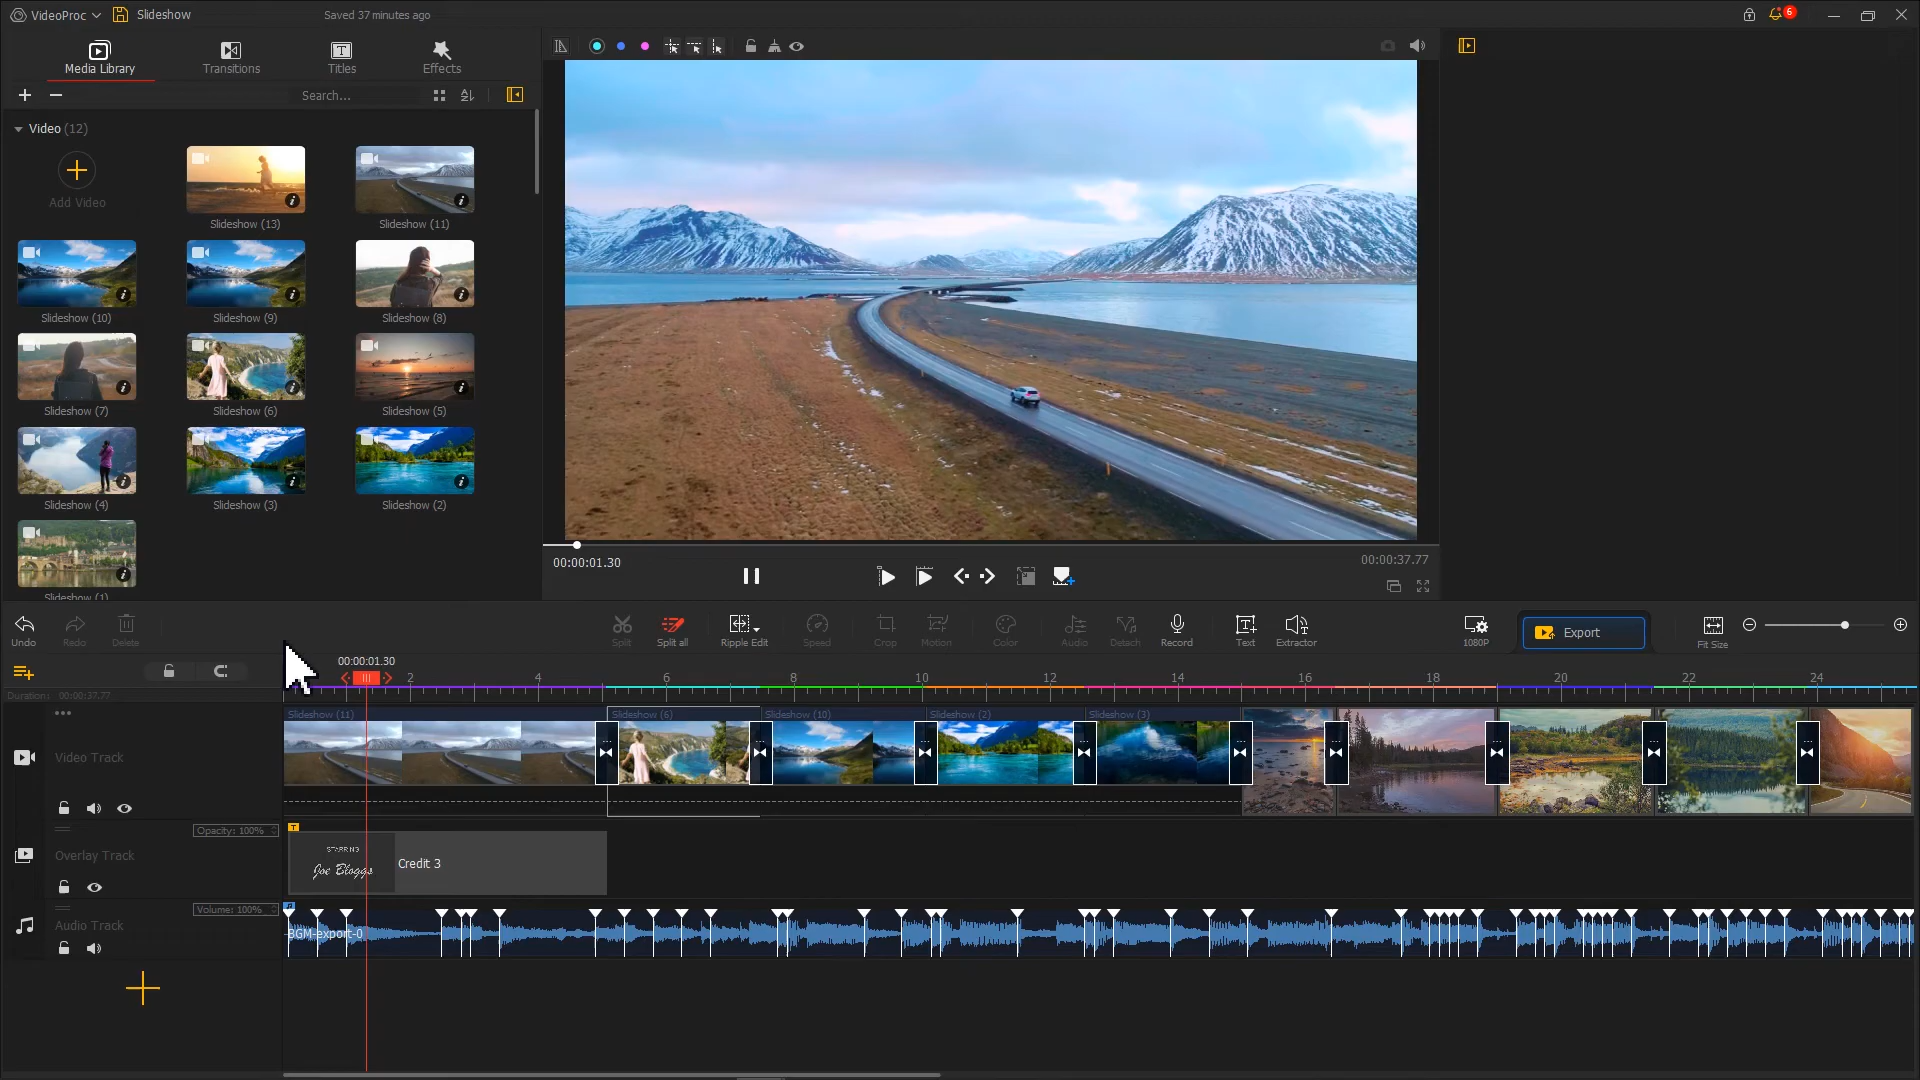 VideoProc
Slideshow
Saved 37 minutes ago
6
Media Library
Transitions
Titles
Effects
Search...
Video (12)
Add Video
Slideshow (13)
Slideshow (11)
Slideshow (10)
Slideshow (9)
Slideshow (8)
Slideshow (7)
Slideshow (6)
Slideshow (5)
Slideshow (4)
Slideshow (3)
Slideshow (2)
Slideshow (1)
00:00:01.30
00:00:37.77
Undo
Redo
Delete
Split
Split all
Ripple Edit
Speed
Crop
Motion
Color
Audio
Detach
Record
Text
Extractor
1080P
Export
Fit Size
00:00:01.30
2 4 6 8 10 12 14 16 18 20 22 24
Duration: 00:00:37.77
Slideshow (11)
Slideshow (6)
Slideshow (10)
Slideshow (2)
Slideshow (3)
Video Track
Opacity: 100%
Overlay Track
STARRING
Joe Bloggs
Credit 3
Volume: 100%
Audio Track
-BGM-export-0